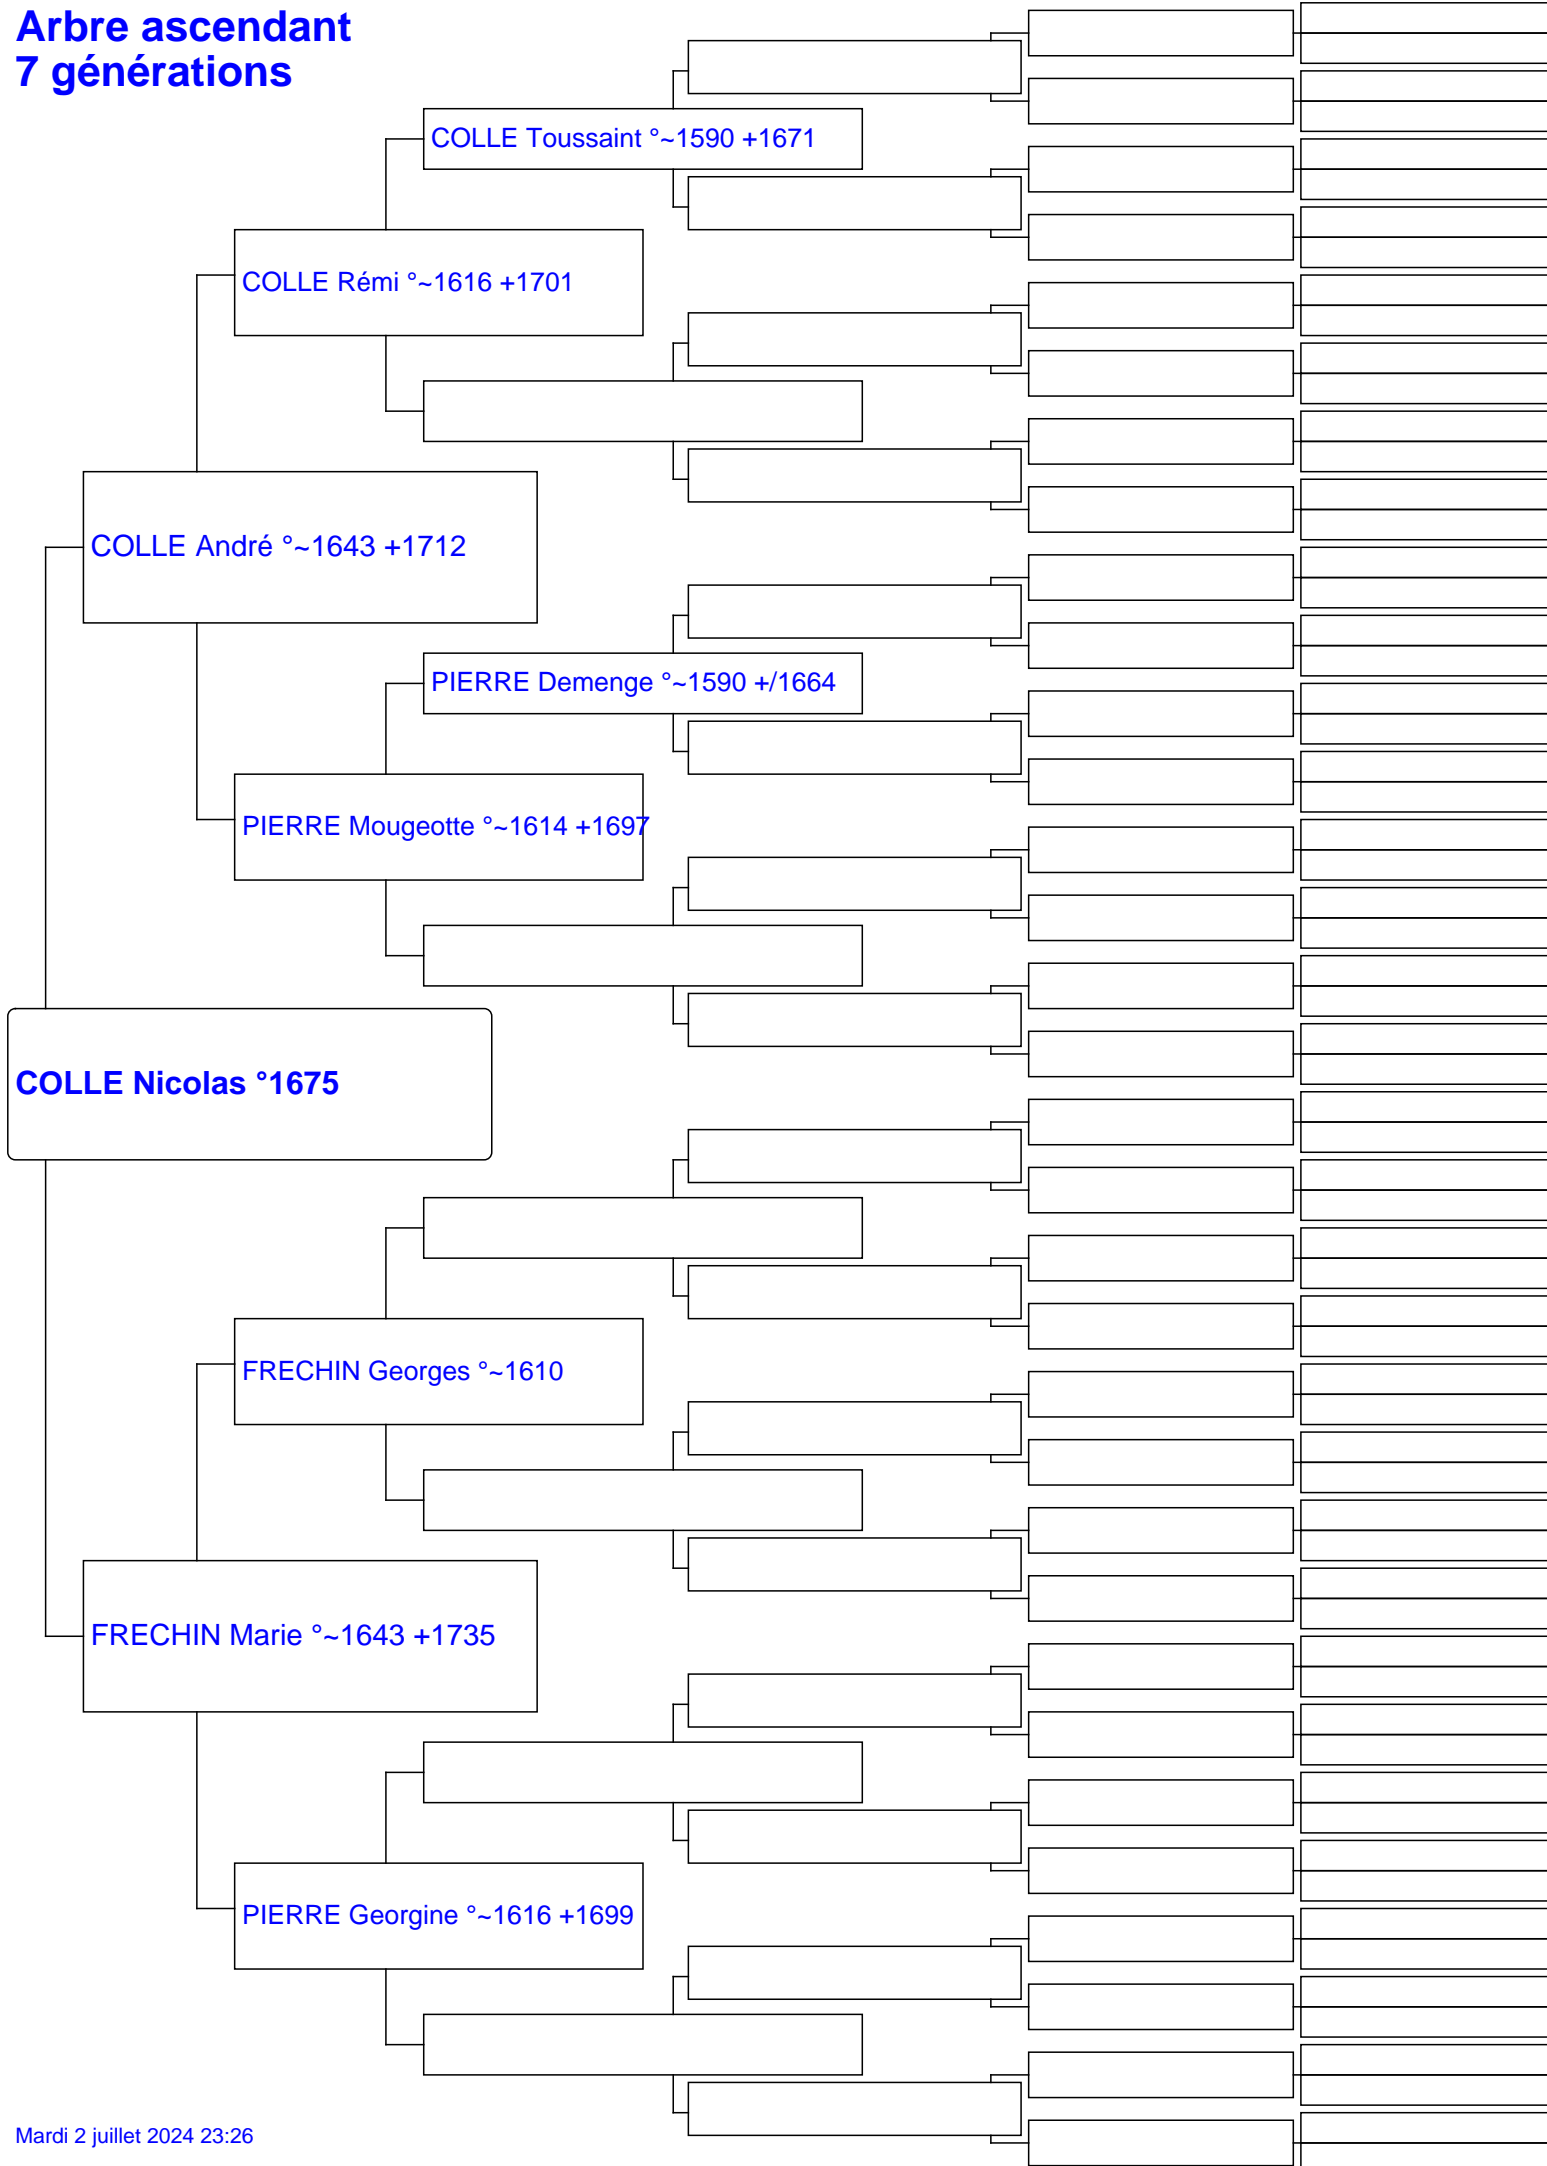 Arbre ascendant
7 générations
COLLE Toussaint °~1590 +1671
COLLE Rémi °~1616 +1701
COLLE André °~1643 +1712
PIERRE Demenge °~1590 +/1664
PIERRE Mougeotte °~1614 +1697
COLLE Nicolas °1675
FRECHIN Georges °~1610
FRECHIN Marie °~1643 +1735
PIERRE Georgine °~1616 +1699
Mardi 2 juillet 2024 23:26